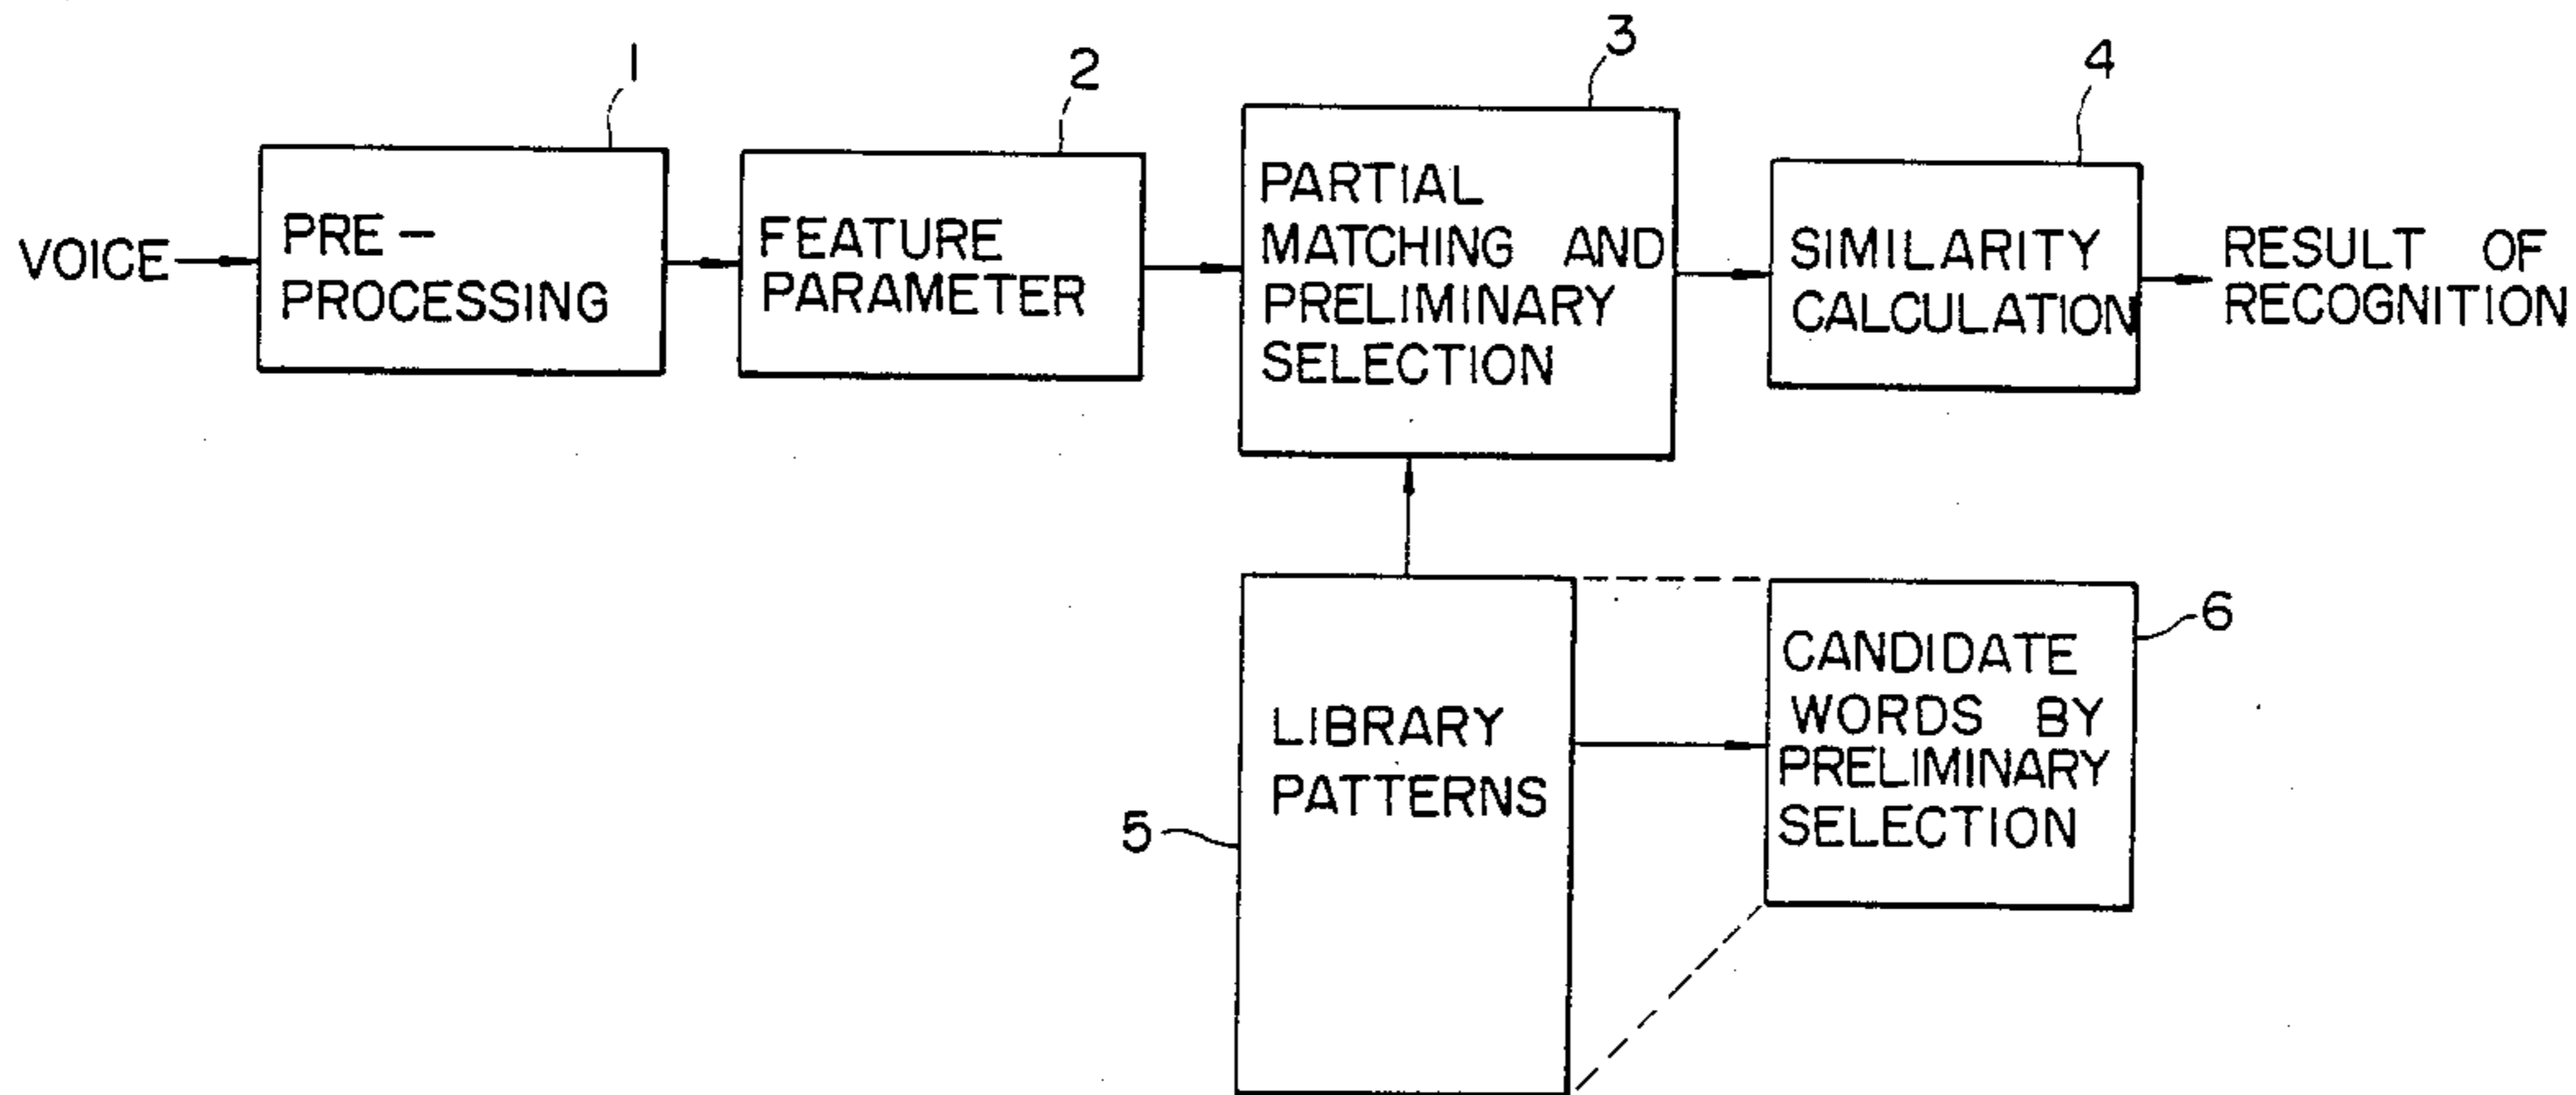 1
2
3
4
VOICE
PRE-
PROCESSING
FEATURE
PARAMETER
PARTIAL
MATCHING AND
PRELIMINARY
SELECTION
SIMILARITY
CALCULATION
RESULT OF
RECOGNITION
5
LIBRARY
PATTERNS
6
CANDIDATE
WORDS BY
PRELIMINARY
SELECTION